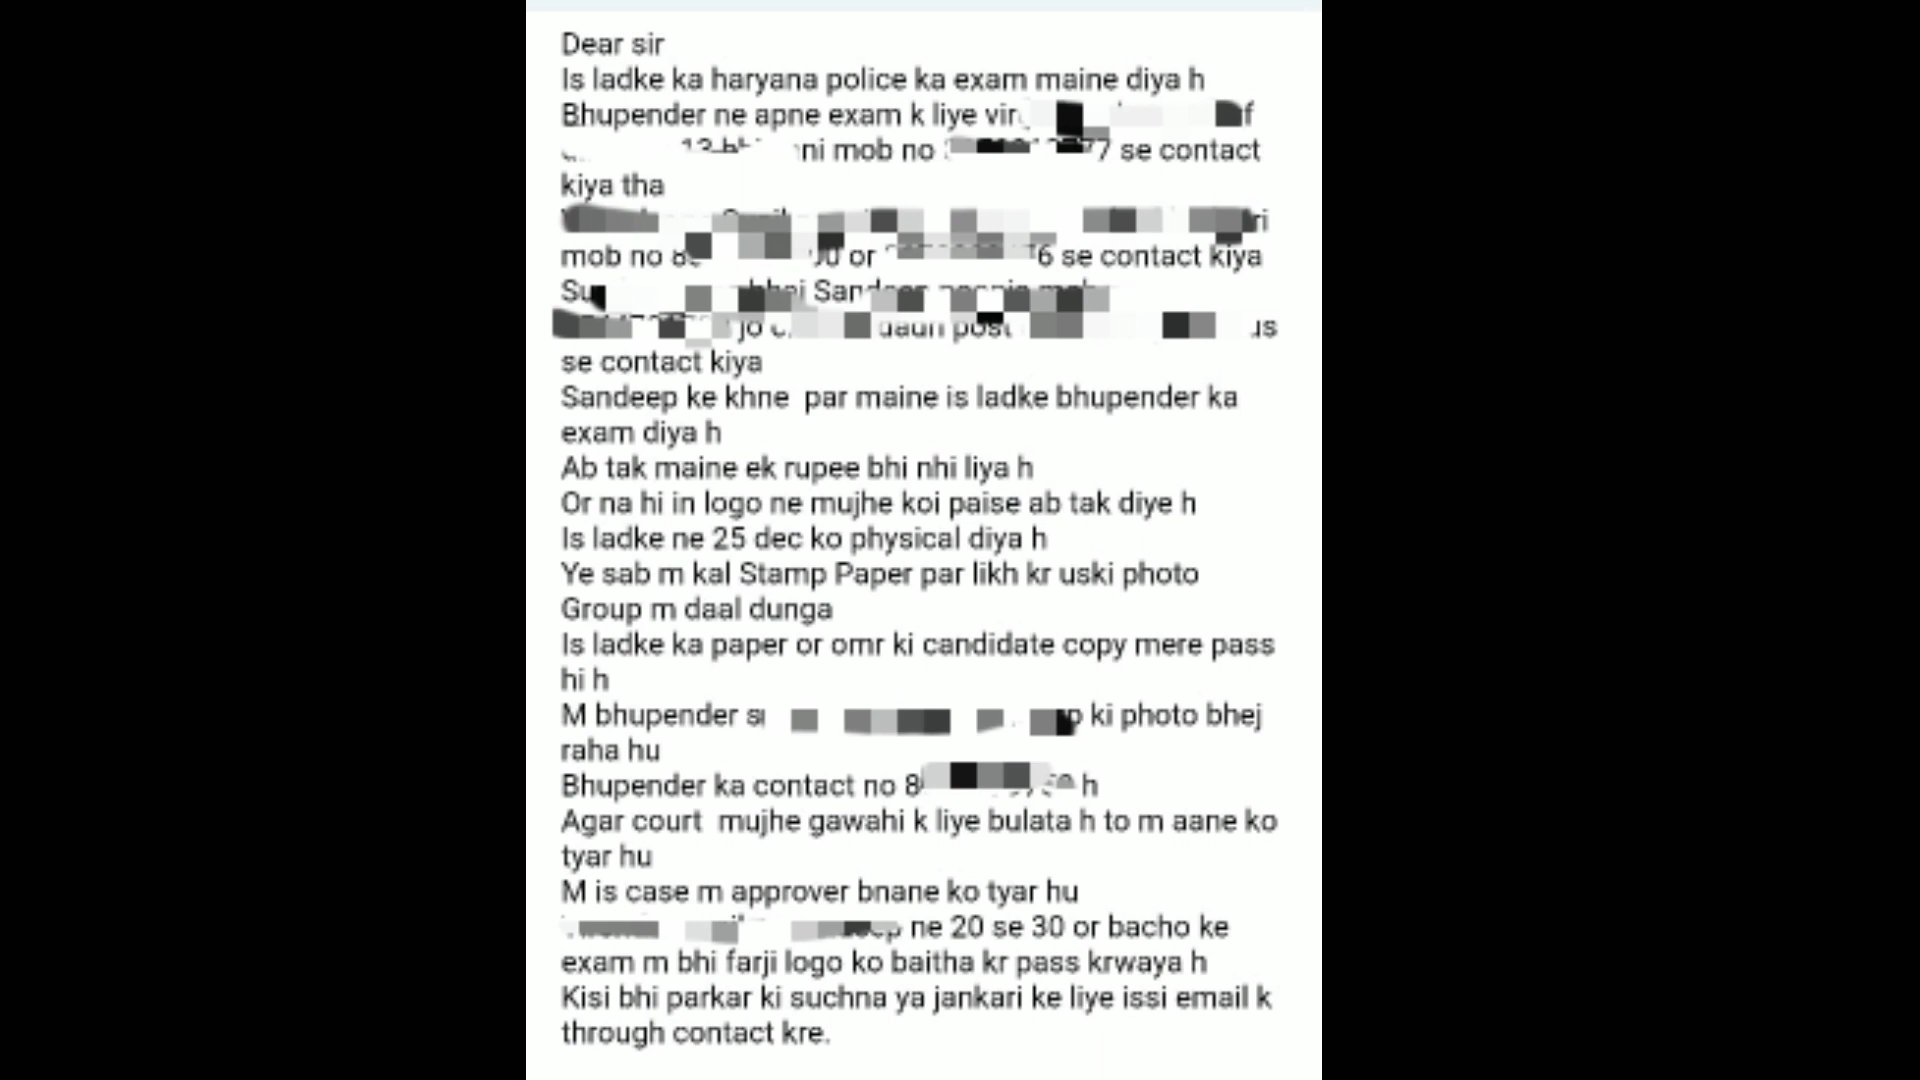 Dear sir
Is ladke ka haryana police ka exam maine diya h
Bhupender ne apne exam k liye
mob no se contact
kiya tha
mob no or se contact kiya
jo post
se contact kiya
Sandeep ke khne par maine is ladke bhupender ka
exam diya h
Ab tak maine ek rupee bhi nhi liya h
Or na hi in logo ne mujhe koi paise ab tak diye h
Is ladke ne 25 dec ko physical diya h
Ye sab m kal Stamp Paper par likh kr uski photo
Group m daal dunga
Is ladke ka paper or omr ki candidate copy mere pass
hi h
M bhupender ki photo bhej
raha hu
Bhupender ka contact no h
Agar court mujhe gawahi k liye bulata h to m aane ko
tyar hu
M is case m approver bnane ko tyar hu
ne 20 se 30 or bacho ke
exam m bhi farji logo ko baitha kr pass krwaya h
Kisi bhi parkar ki suchna ya jankari ke liye issi email k
through contact kre.